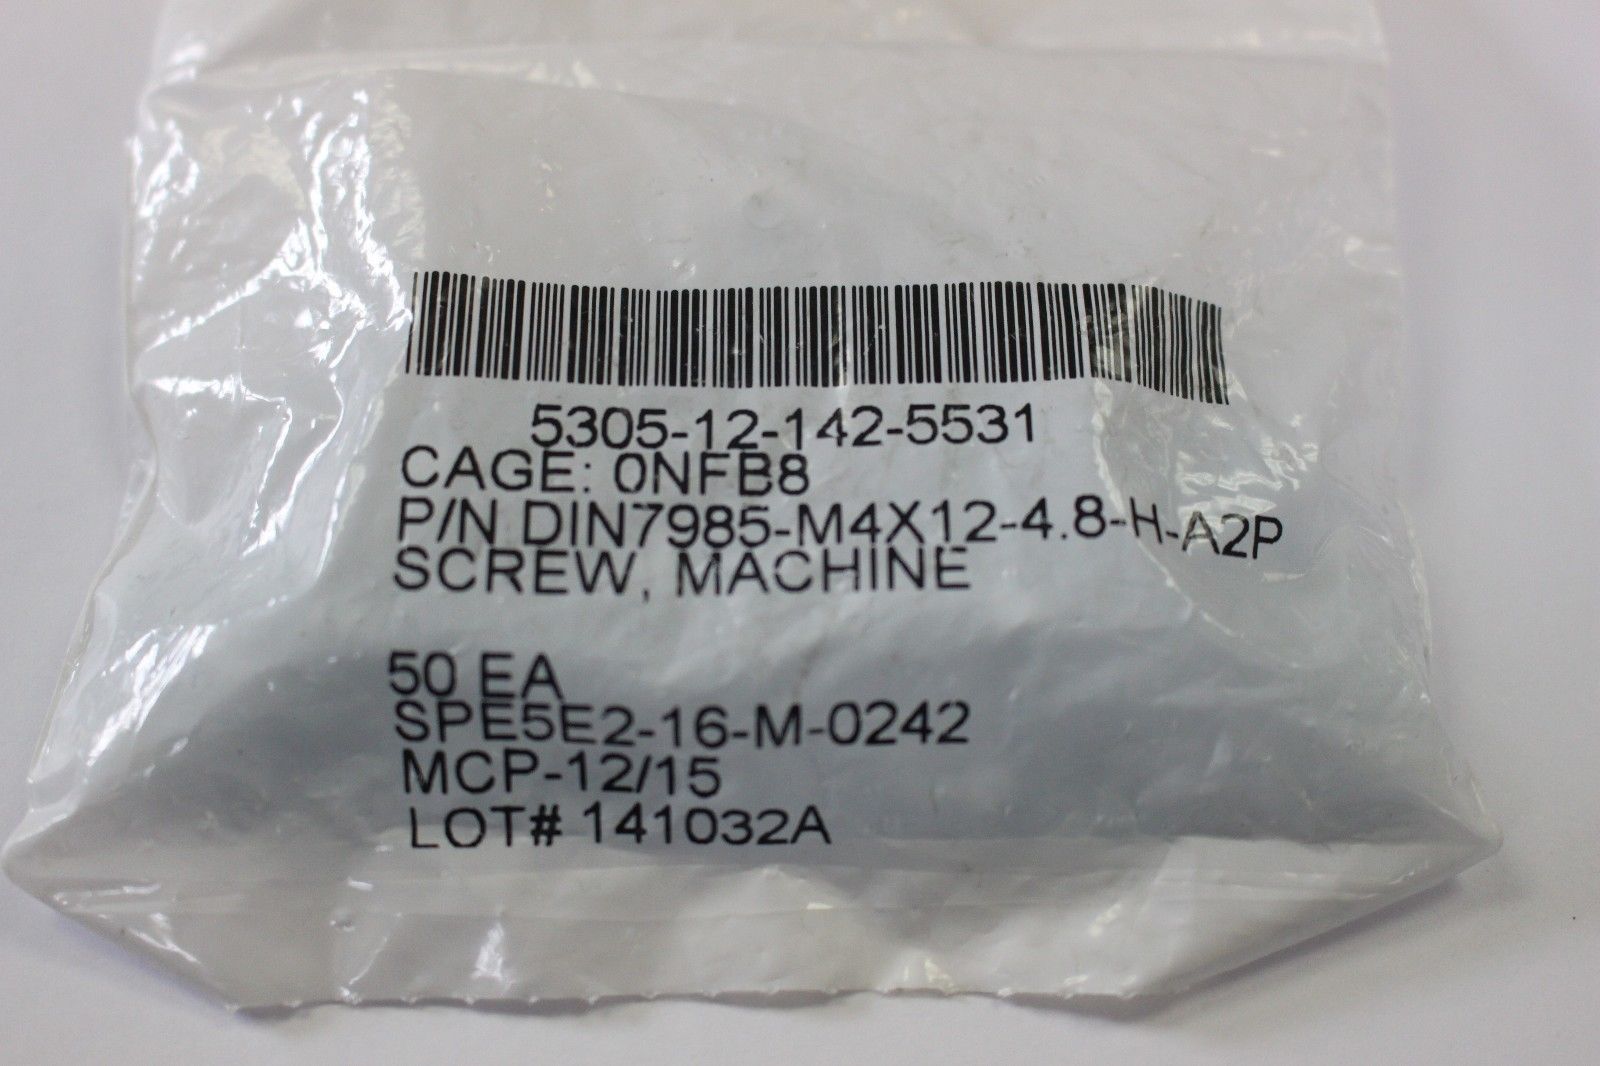 5305-12-142-5531
CAGE: 0NFB8
P/N DIN7985-M4X12-4.8-H-A2P
SCREW, MACHINE
50 EA
SPE5E2-16-M-0242
MCP-12/15
LOT# 141032A